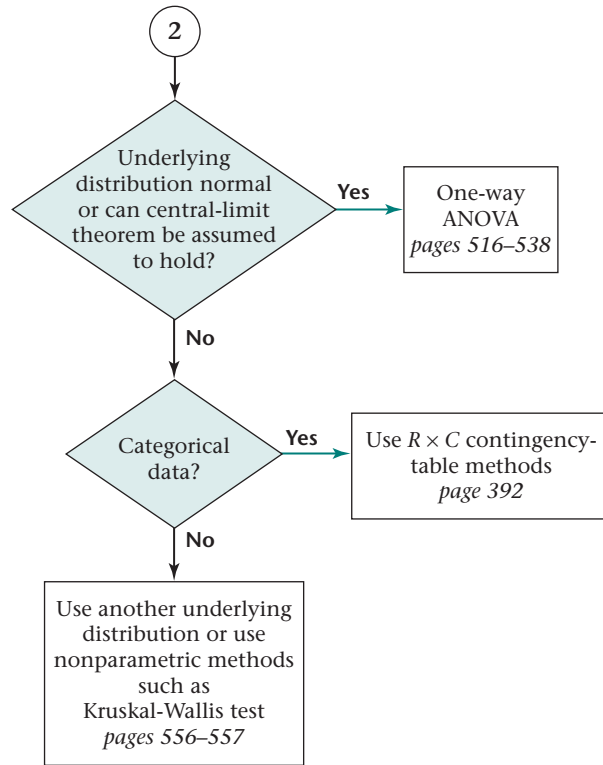 2
Underlying
distribution normal
or can central-limit
theorem be assumed
to hold?
Yes
One-way
ANOVA
pages 516–538
No
Categorical
data?
Yes
Use R × C contingency-
table methods
page 392
No
Use another underlying
distribution or use
nonparametric methods
such as
Kruskal-Wallis test
pages 556–557